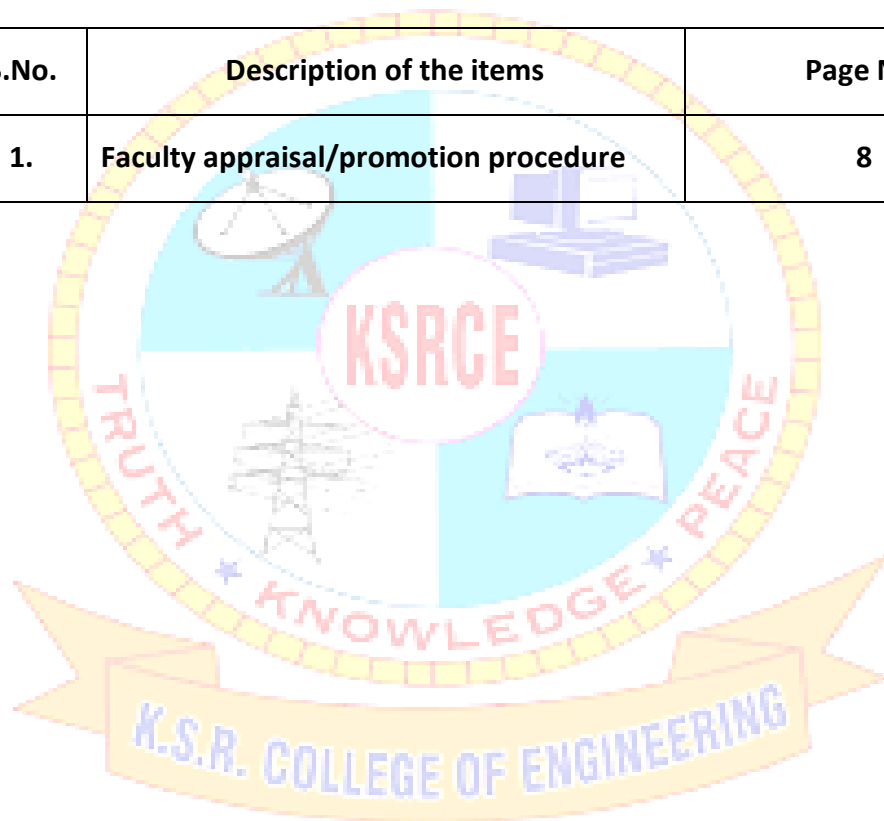 .No. Description of the items Page N
1. Faculty appraisal/promotion procedure 8
KSRCE
TRUTH * KNOWLEDGE * PEACE
K.S.R. COLLEGE OF ENGINEERING